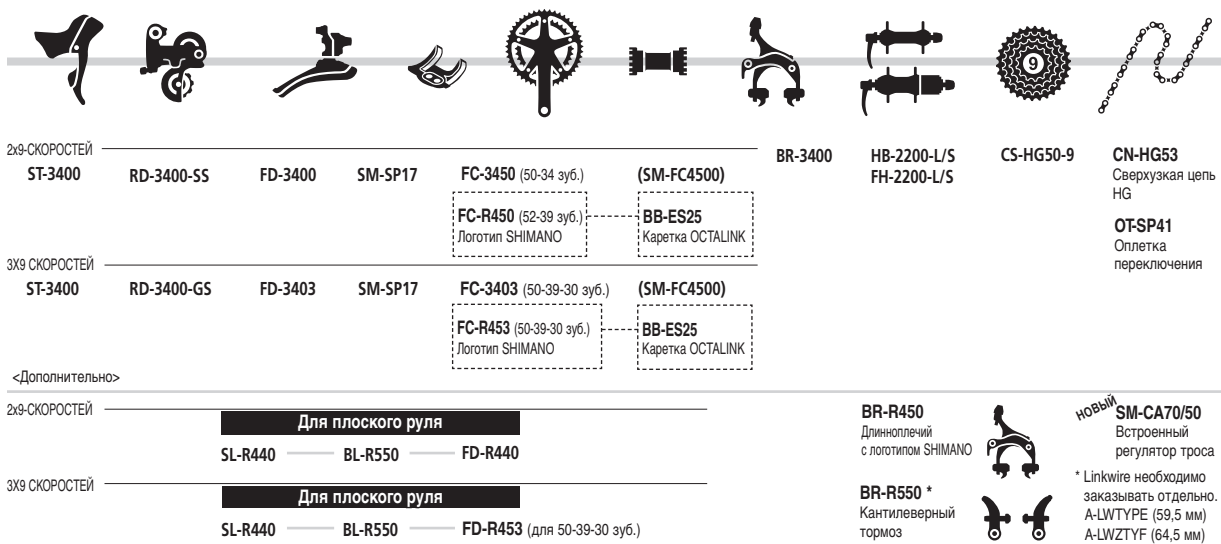 9
2x9-СКОРОСТЕЙ
ST-3400 RD-3400-SS FD-3400 SM-SP17 FC-3450 (50-34 зуб.) (SM-FC4500)
FC-R450 (52-39 зуб.) BB-ES25
Логотип SHIMANO Каретка OCTALINK
BR-3400 HB-2200-L/S CS-HG50-9 CN-HG53
FH-2200-L/S Сверхузкая цепь
HG
OT-SP41
Оплетка
переключения
3X9 СКОРОСТЕЙ
ST-3400 RD-3400-GS FD-3403 SM-SP17 FC-3403 (50-39-30 зуб.) (SM-FC4500)
FC-R453 (50-39-30 зуб.) BB-ES25
Логотип SHIMANO Каретка OCTALINK
<Дополнительно>
2x9-СКОРОСТЕЙ
Для плоского руля
SL-R440 BL-R550 FD-R440
3X9 СКОРОСТЕЙ
Для плоского руля
SL-R440 BL-R550 FD-R453 (для 50-39-30 зуб.)
BR-R450
Длинноплечий
с логотипом SHIMANO
BR-R550 *
Кантилеверный
тормоз
НОВЫЙ SM-CA70/50
Встроенный
регулятор троса
* Linkwire необходимо
заказывать отдельно.
A-LWTYPE (59,5 мм)
A-LWZTYF (64,5 мм)